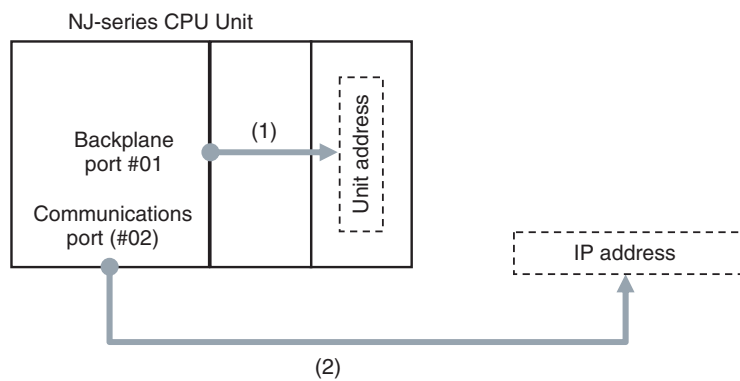 NJ-series CPU Unit
Backplane
port #01
(1)
Unit address
Communications
port (#02)
IP address
(2)